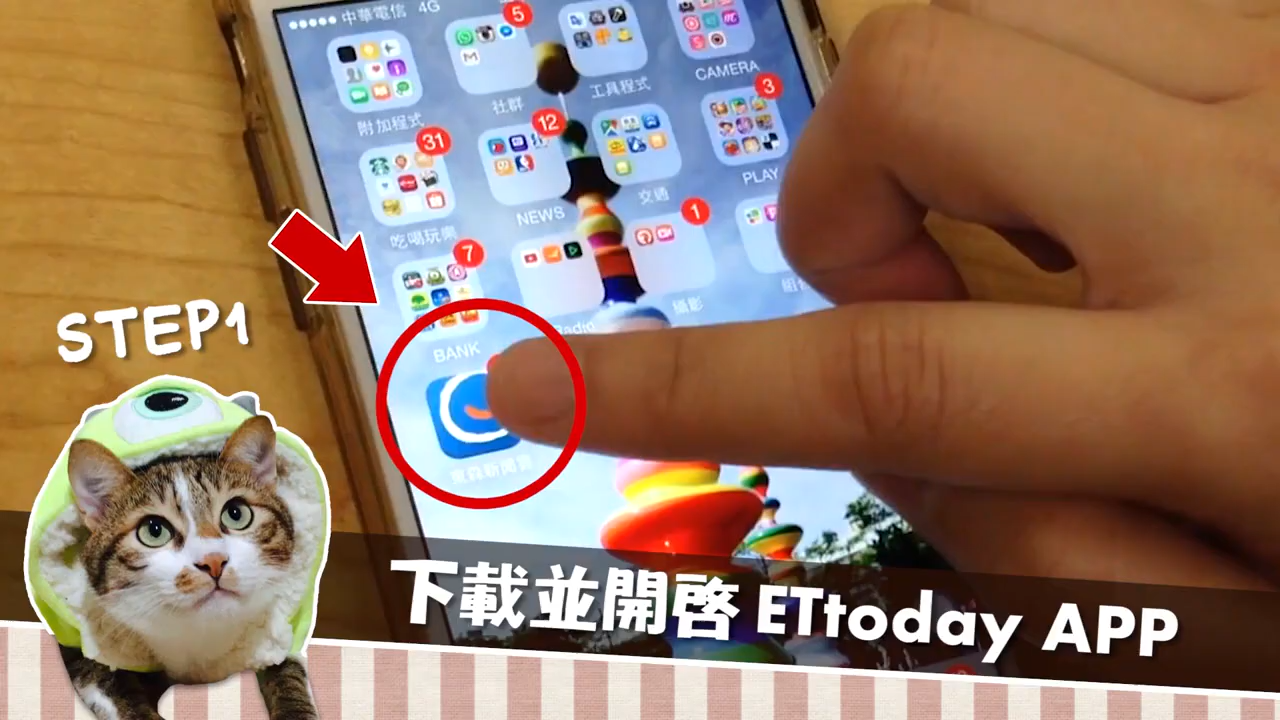 中華電信 4G
5
附加程式
社群
工具程式
CAMERA
31
12
3
吃喝玩樂
NEWS
交通
PLAY
7
1
BANK
Radio
攝影
STEP1
下載並開啓 ETtoday APP